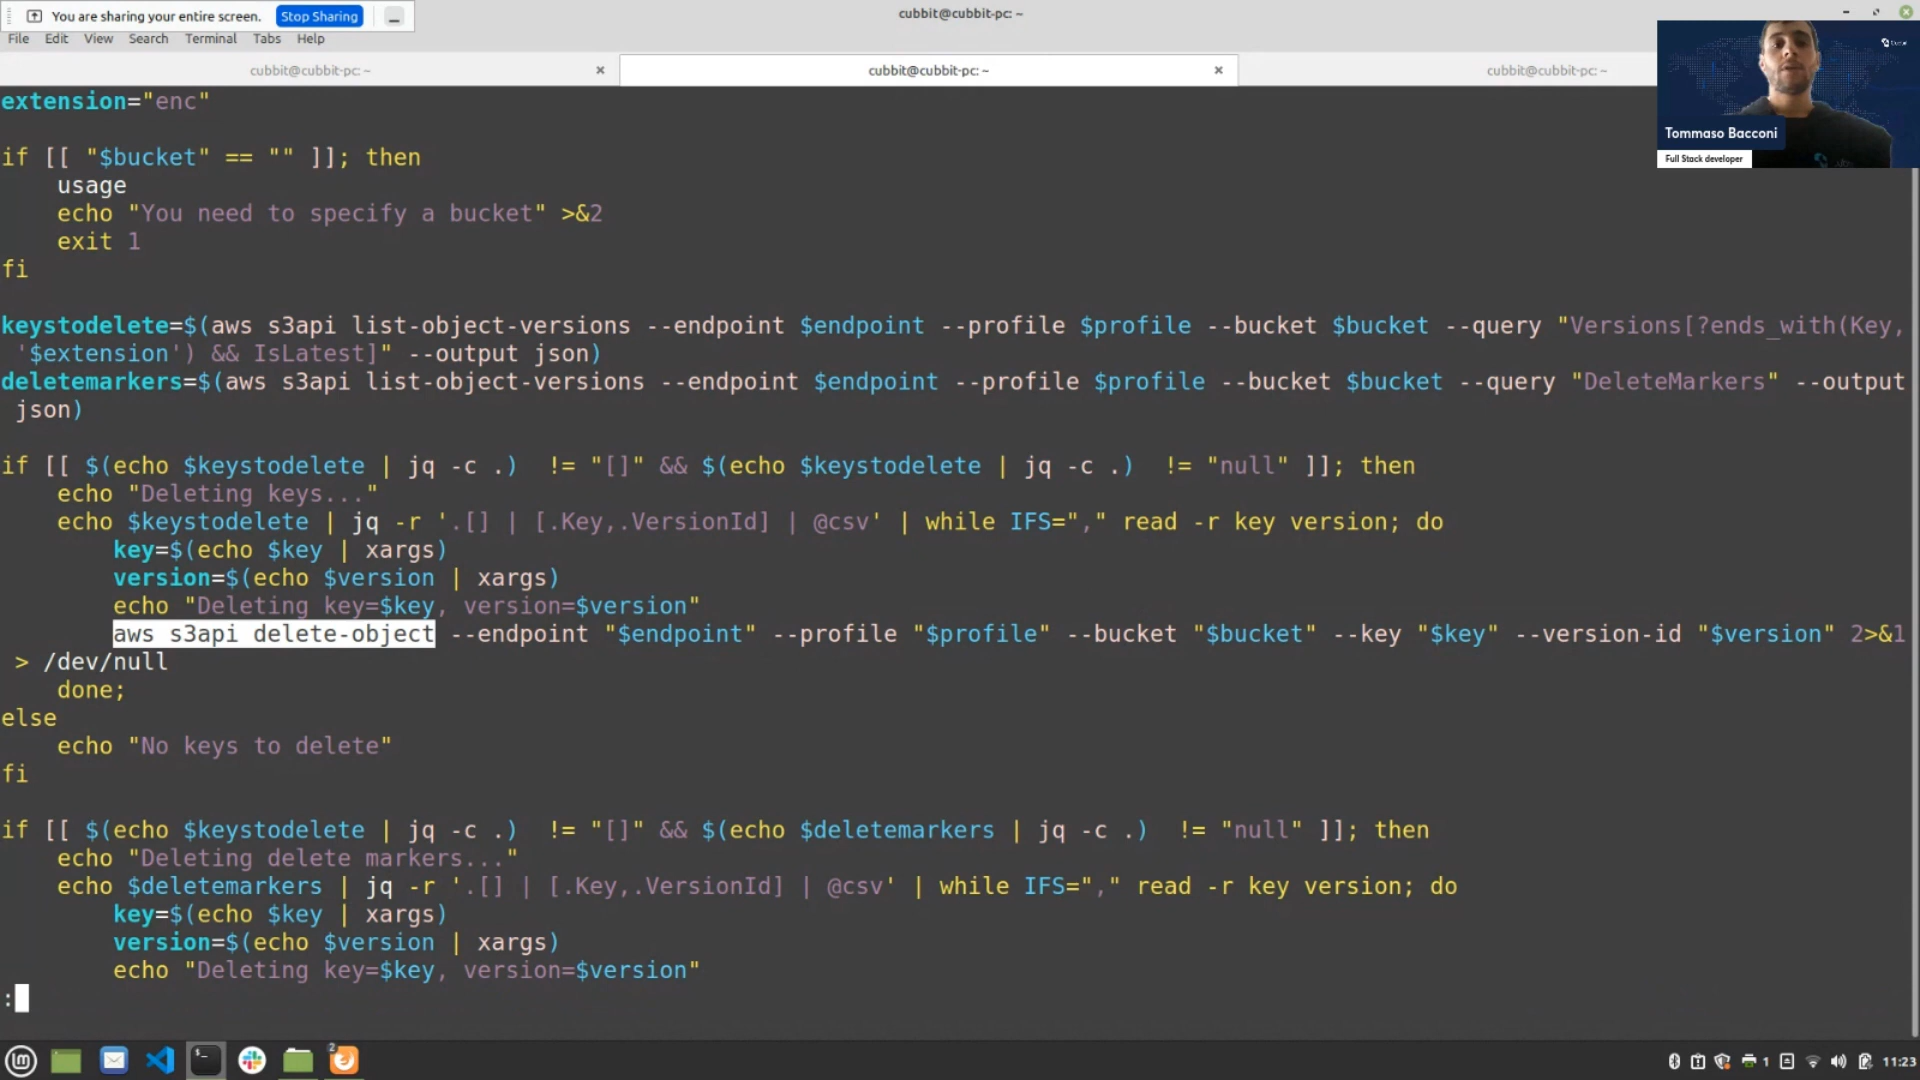 You are sharing your entire screen. Stop Sharing
cubbit@cubbit-pc: ~
File Edit View Search Terminal Tabs Help
cubbit@cubbit-pc: ~ × cubbit@cubbit-pc: ~ × cubbit@cubbit-pc: ~
Tommaso Bacconi
Full Stack developer
extension="enc"
if [[ "$bucket" == "" ]]; then
usage
echo "You need to specify a bucket" >&2
exit 1
fi
keystodelete=$(aws s3api list-object-versions --endpoint $endpoint --profile $profile --bucket $bucket --query "Versions[?ends_with(Key,
'$extension') && IsLatest]" --output json)
deletemarkers=$(aws s3api list-object-versions --endpoint $endpoint --profile $profile --bucket $bucket --query "DeleteMarkers" --output
json)
if [[ $(echo $keystodelete | jq -c .)  != "[]" && $(echo $keystodelete | jq -c .)  != "null" ]]; then
echo "Deleting keys..."
echo $keystodelete | jq -r '.[] | [.Key,.VersionId] | @csv' | while IFS="," read -r key version; do
key=$(echo $key | xargs)
version=$(echo $version | xargs)
echo "Deleting key=$key, version=$version"
aws s3api delete-object --endpoint "$endpoint" --profile "$profile" --bucket "$bucket" --key "$key" --version-id "$version" 2>&1
> /dev/null
done;
else
echo "No keys to delete"
fi
if [[ $(echo $keystodelete | jq -c .)  != "[]" && $(echo $deletemarkers | jq -c .)  != "null" ]]; then
echo "Deleting delete markers..."
echo $deletemarkers | jq -r '.[] | [.Key,.VersionId] | @csv' | while IFS="," read -r key version; do
key=$(echo $key | xargs)
version=$(echo $version | xargs)
echo "Deleting key=$key, version=$version"
:
2
1 11:23